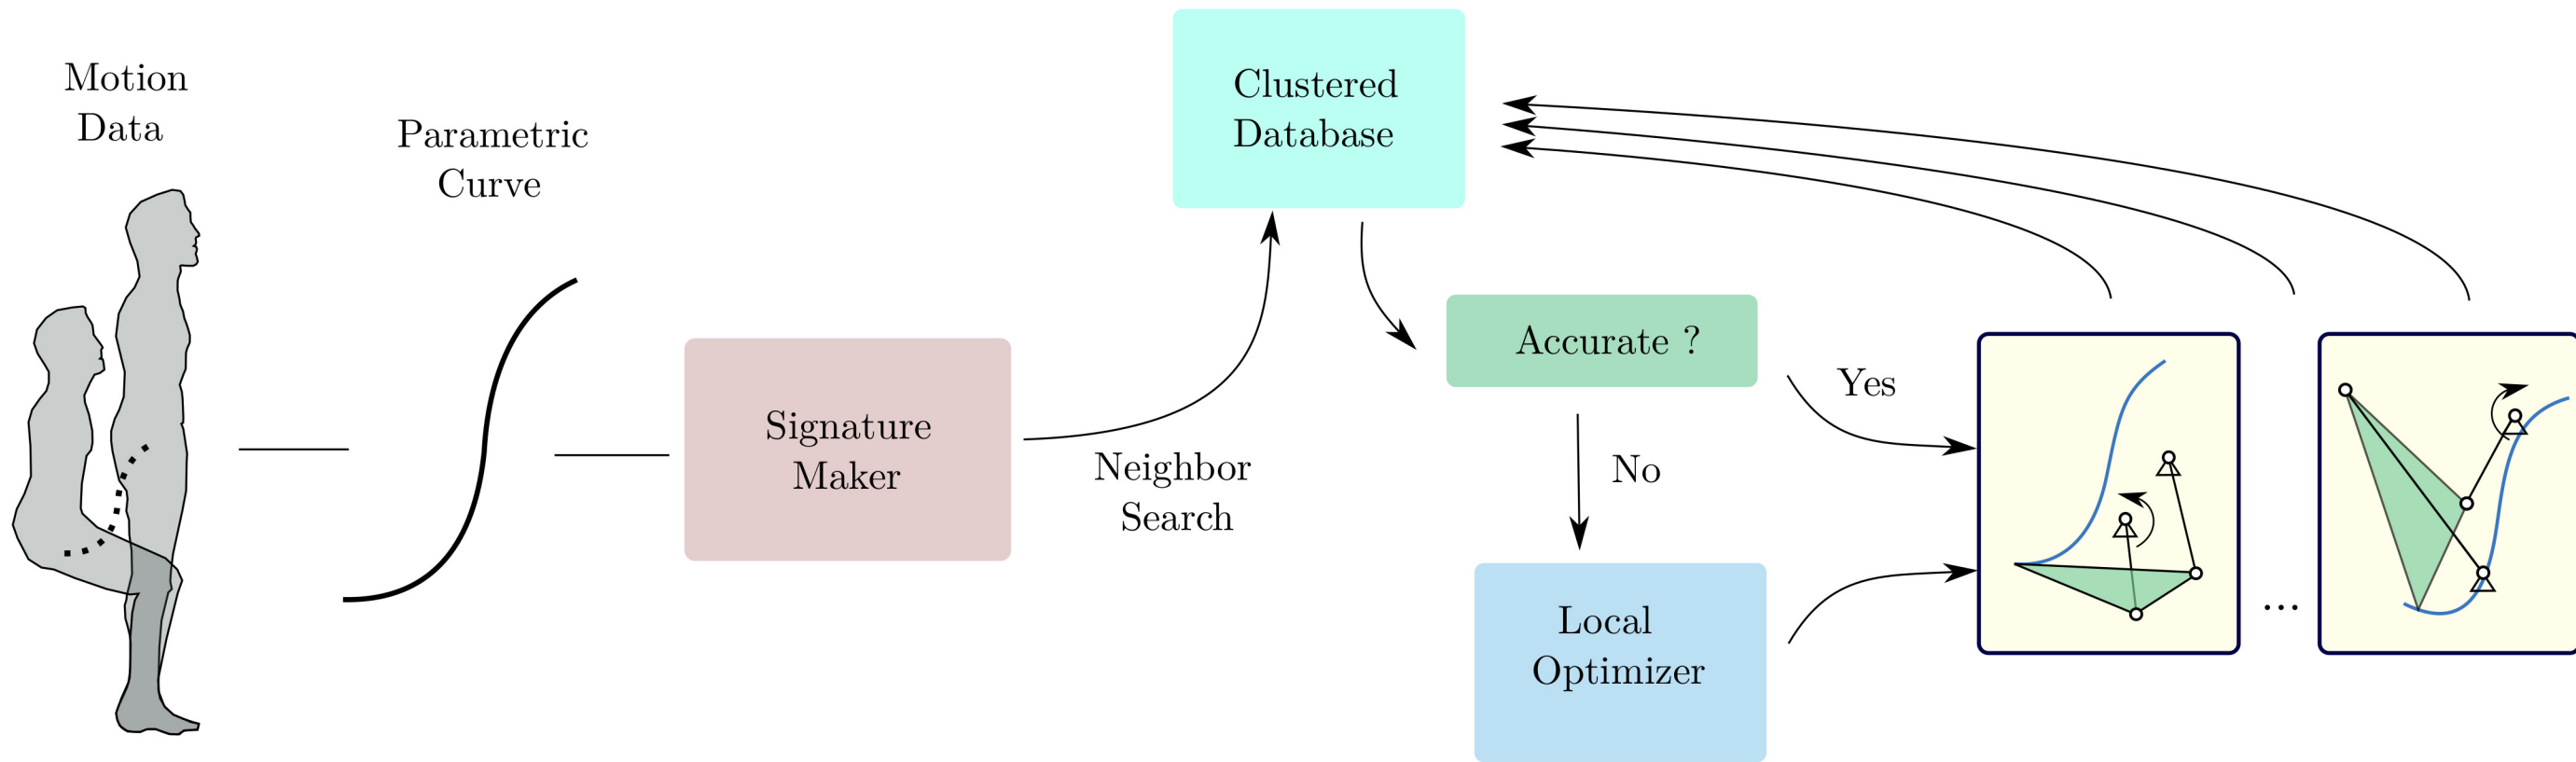 Motion
Data
Parametric
Curve
Signature
Maker
Neighbor
Search
Clustered
Database
Accurate ?
Yes
No
Local
Optimizer
...